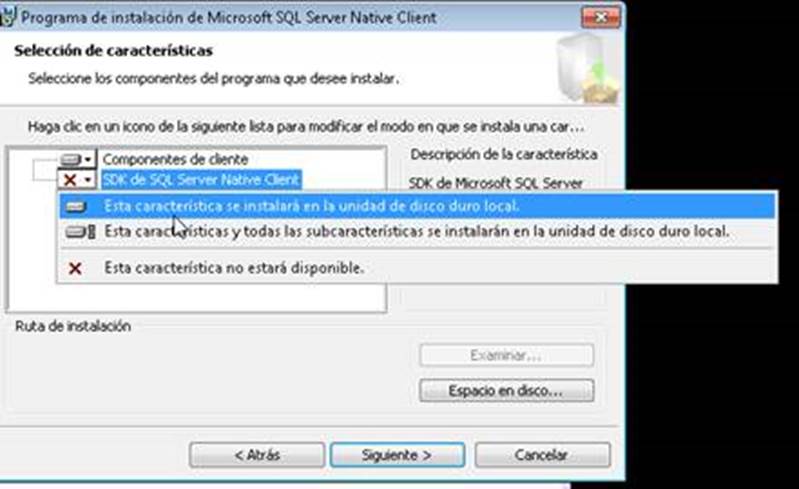 Programa de instalación de Microsoft SQL Server Native Client
Selección de características
Seleccione los componentes del programa que desee instalar.
Haga clic en un icono de la siguiente lista para modificar el modo en que se instala una car...
Componentes de cliente
Descripción de la característica
SDK de SQL Server Native Client
SDK de Microsoft SQL Server
Esta característica se instalará en la unidad de disco duro local.
Esta características y todas las subcaracterísticas se instalarán en la unidad de disco duro local.
Esta característica no estará disponible.
Ruta de instalación
Examinar...
Espacio en disco...
< Atrás
Siguiente >
Cancelar